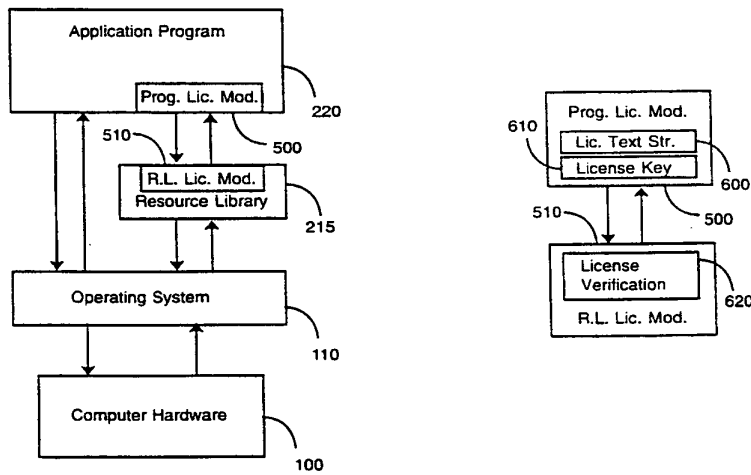 Application Program
Prog. Lic. Mod.
220
500
510
R.L. Lic. Mod.
Resource Library
215
Operating System
110
Computer Hardware
100
Prog. Lic. Mod.
610
Lic. Text Str.
License Key
600
510
500
License
Verification
620
R.L. Lic. Mod.